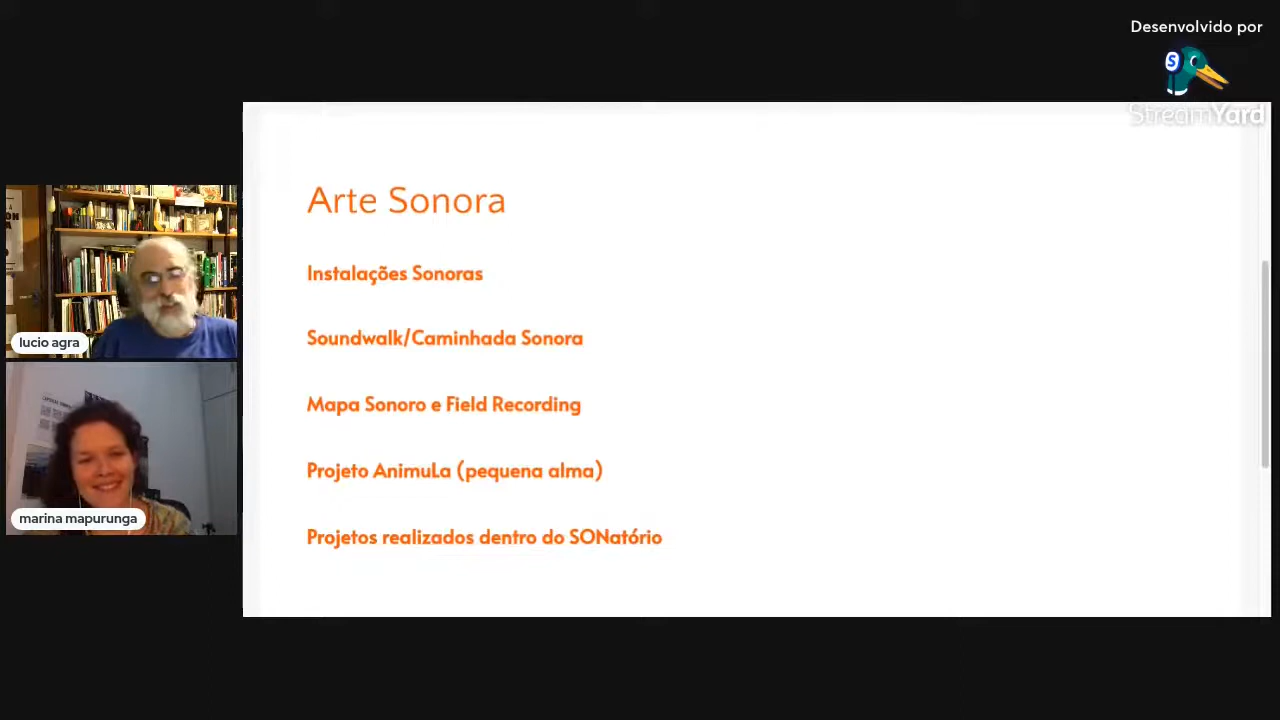 Desenvolvido por
StreamYard
Arte Sonora
Instalações Sonoras
Soundwalk/Caminhada Sonora
Mapa Sonoro e Field Recording
Projeto AnimuLa (pequena alma)
Projetos realizados dentro do SONatório
lucio agra
marina mapurunga